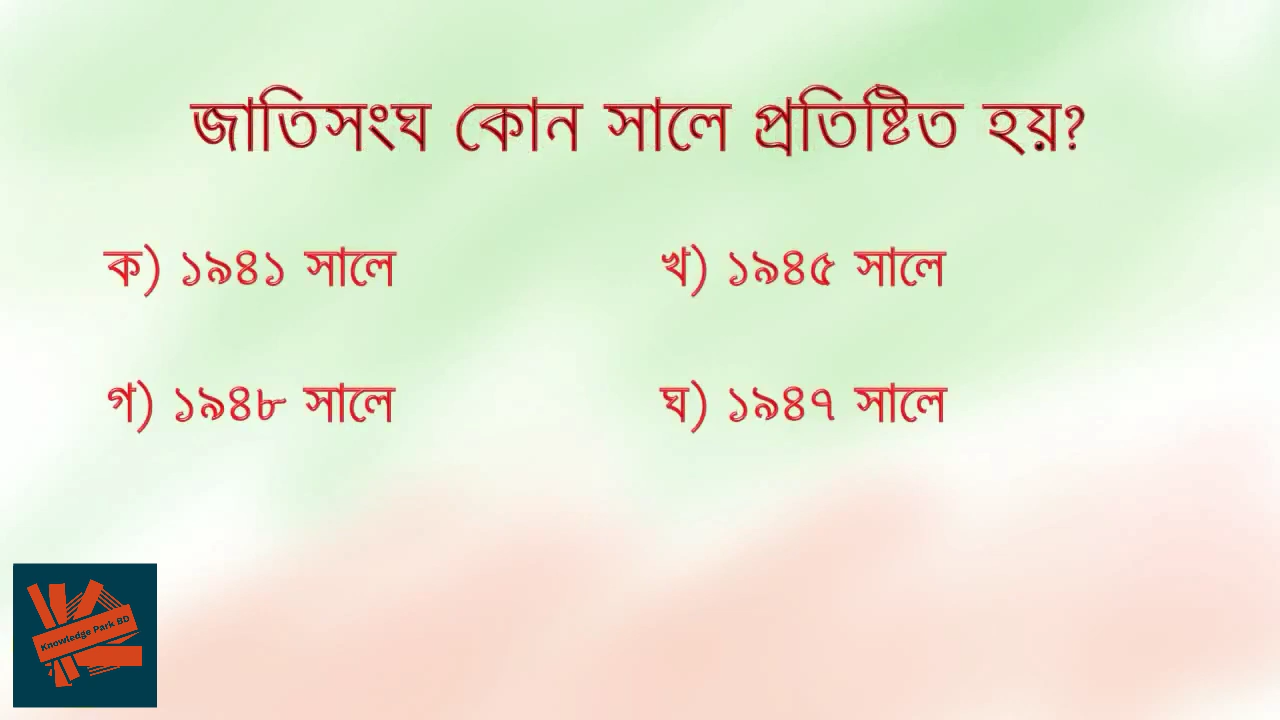 জাতিসংঘ কোন সালে প্রতিষ্টিত হয়?
ক) ১৯৪১ সালে
খ) ১৯৪৫ সালে
গ) ১৯৪৮ সালে
ঘ) ১৯৪৭ সালে
Knowledge Park BD